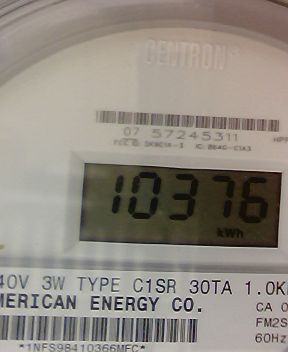 CENTRON®
07 57245311
10376
kWh
40V 3W TYPE C1SR 30TA 1.0K
MERICAN ENERGY CO.
CA 0
FM2S
60Hz
*1NFS98410366MFC*